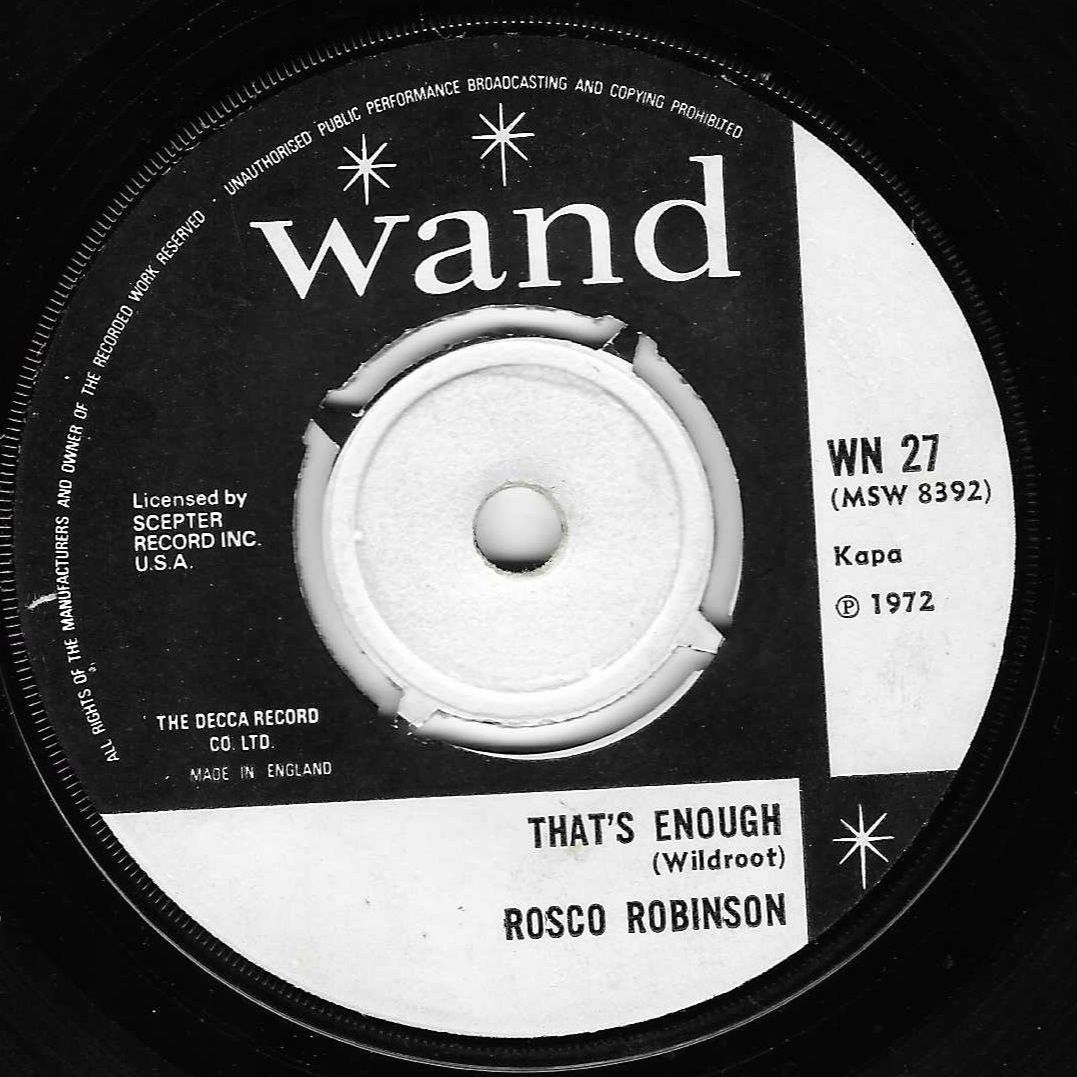 ALL RIGHTS OF THE MANUFACTURERS AND OWNER OF THE RECORDED WORK RESERVED · UNAUTHORISED PUBLIC PERFORMANCE BROADCASTING AND COPYING PROHIBITED
wand
WN 27
(MSW 8392)
Kapa
℗ 1972
Licensed by
SCEPTER
RECORD INC.
U.S.A.
THE DECCA RECORD
CO. LTD.
MADE IN ENGLAND
THAT'S ENOUGH
(Wildroot)
ROSCO ROBINSON